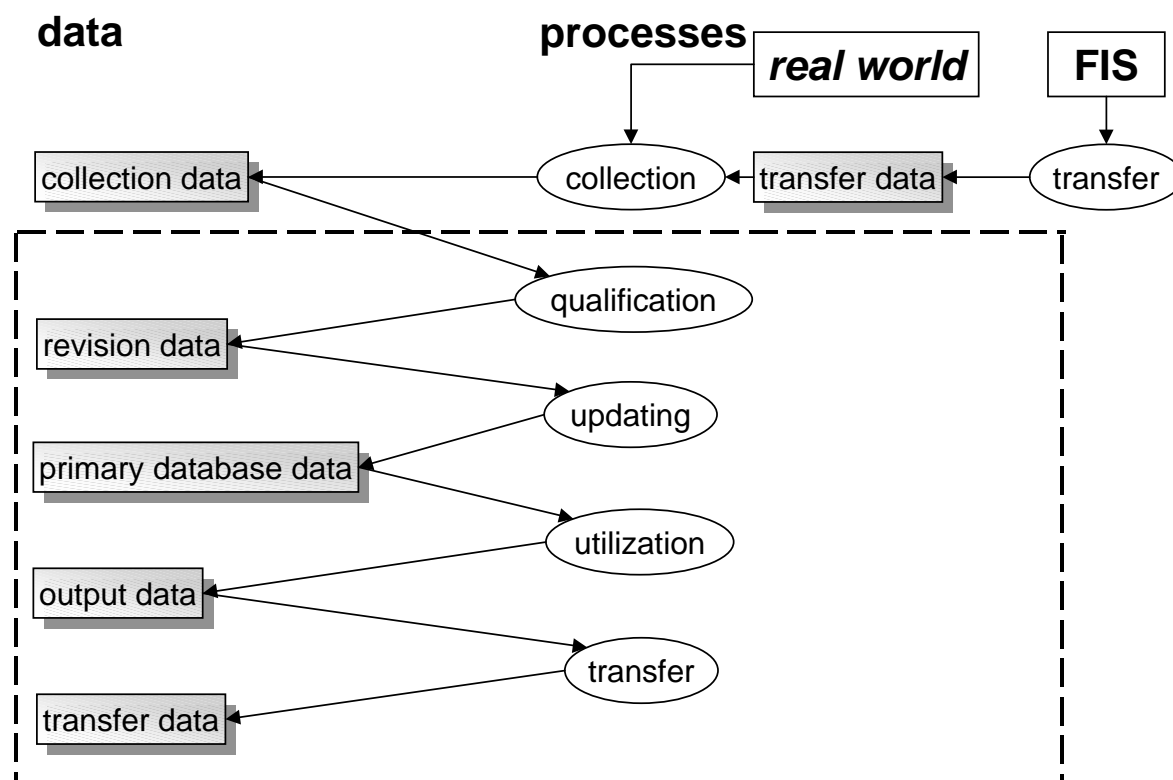 data
processes
real world
FIS
collection data
collection
transfer data
transfer
qualification
revision data
updating
primary database data
utilization
output data
transfer
transfer data